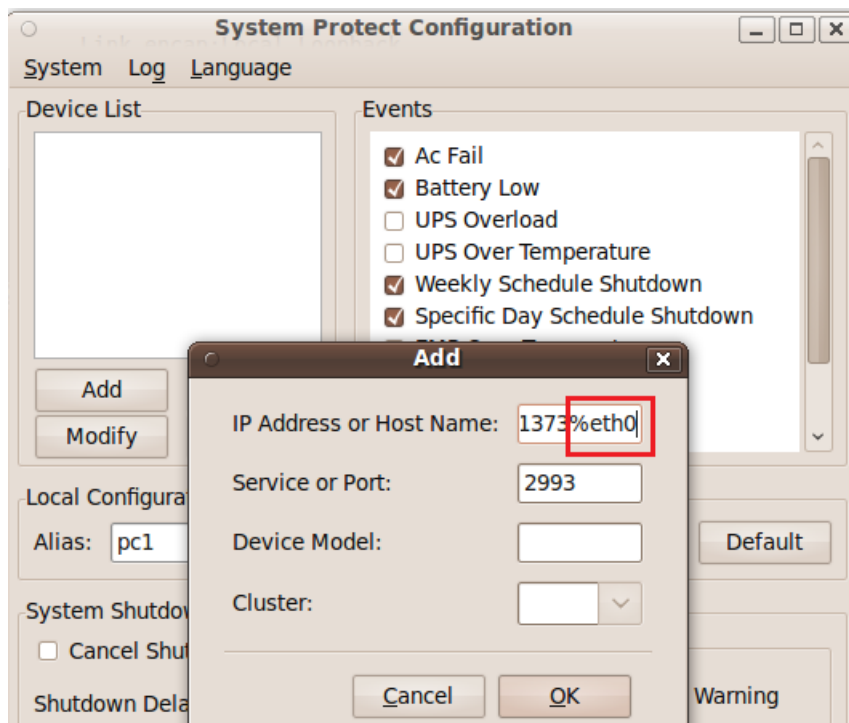 System Protect Configuration
System Log Language
Device List
Events
Ac Fail
Battery Low
UPS Overload
UPS Over Temperature
Weekly Schedule Shutdown
Specific Day Schedule Shutdown
Add
Modify
Add
IP Address or Host Name: 1373%eth0
Service or Port: 2993
Device Model:
Cluster:
Cancel OK
Local Configura
Alias: pc1
Default
System Shutdow
Cancel Shu
Shutdown Dela
Warning